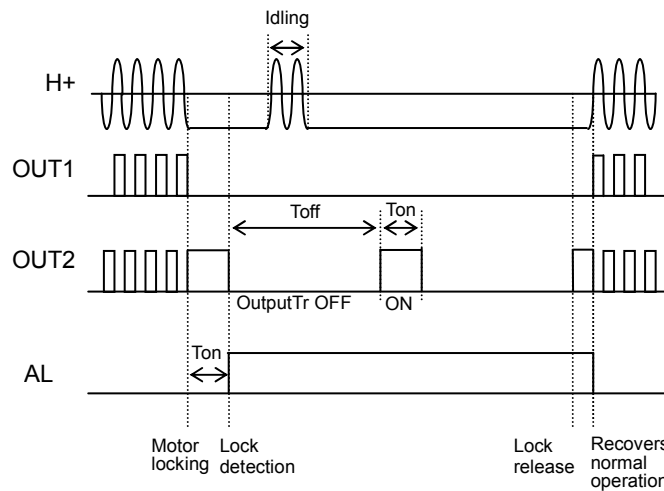 Idling
H+
OUT1
Toff
Ton
OUT2
OutputTr OFF
ON
Ton
AL
Motor
locking
Lock
detection
Lock
release
Recovers
normal
operation